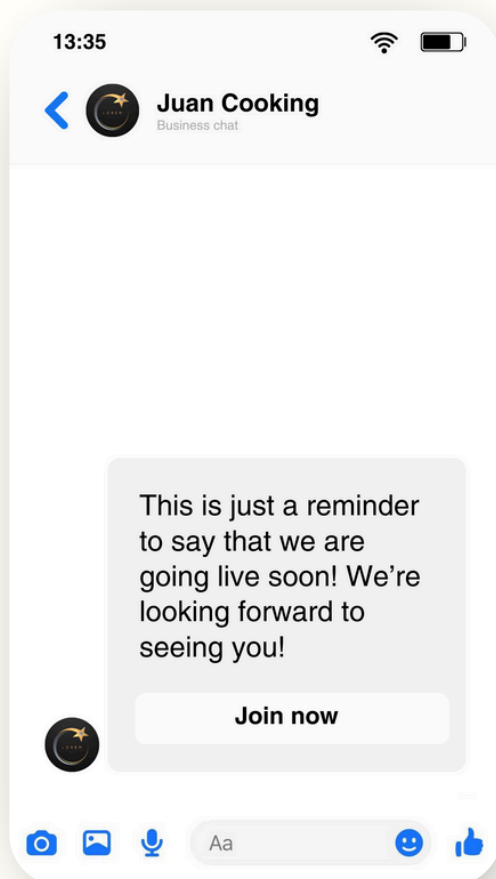 13:35
Juan Cooking
Business chat
This is just a reminder
to say that we are
going live soon! We’re
looking forward to
seeing you!
Join now
Aa